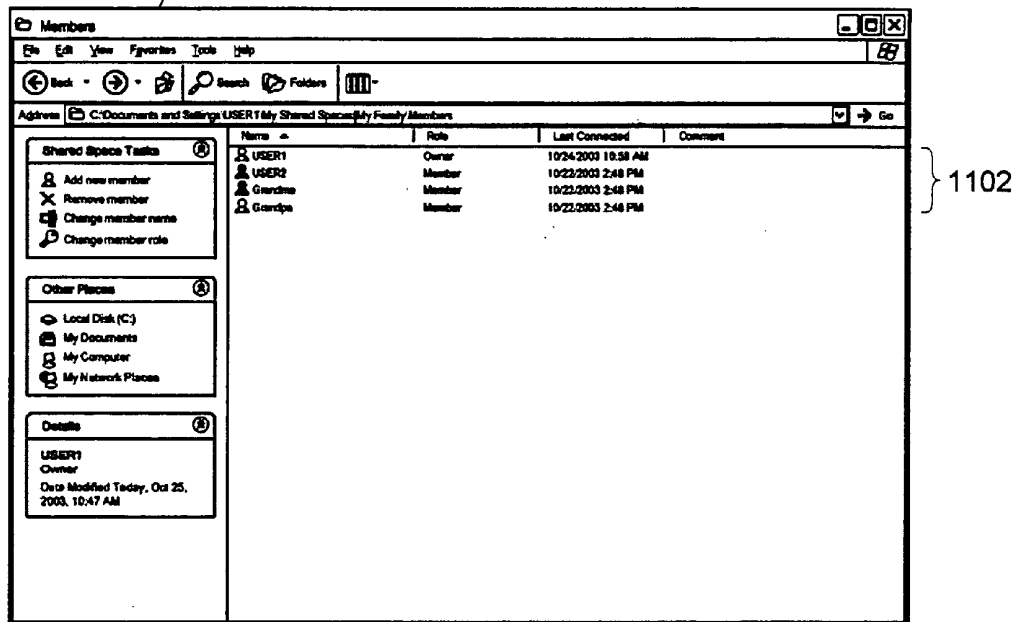 Members
File Edit View Favorites Tools Help
Back Search Folders
Address C:\Documents and Settings\USER1\My Shared Spaces\My Family\Members Go
Shared Space Tasks
Add new member
Remove member
Change member name
Change member role
Other Places
Local Disk (C:)
My Documents
My Computer
My Network Places
Details
USER1
Owner
Date Modified Today, Oct 25,
2003, 10:47 AM
Name Role Last Connected Comment
USER1 Owner 10/24/2003 10:58 AM
USER2 Member 10/22/2003 2:48 PM
Grandma Member 10/22/2003 2:48 PM
Grandpa Member 10/22/2003 2:48 PM
1102